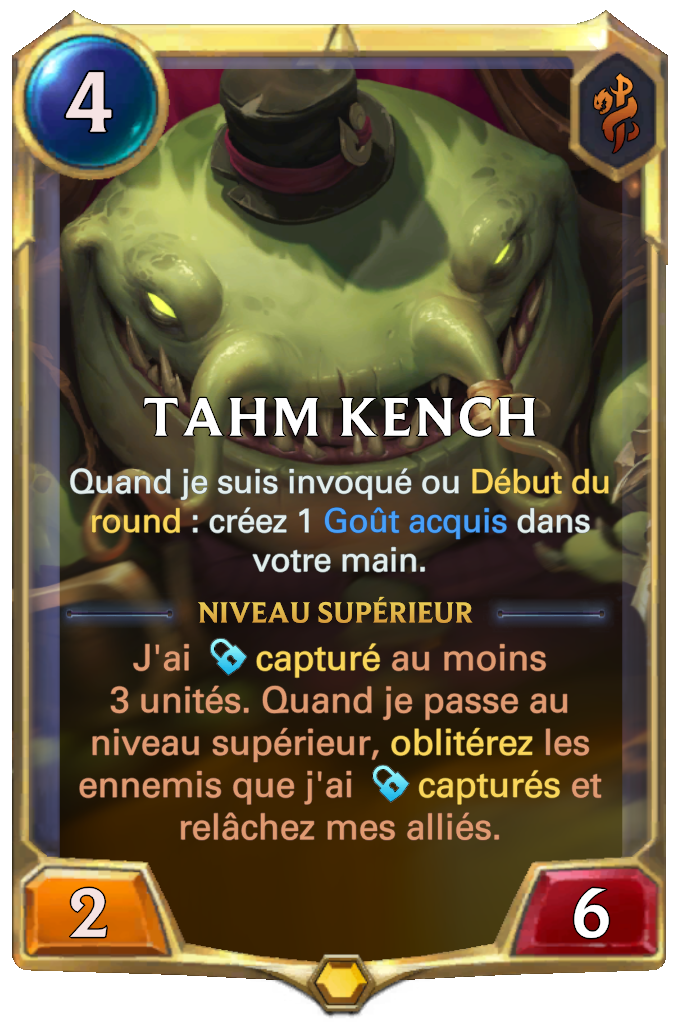 4
TAHM KENCH
Quand je suis invoqué ou Début du
round : créez 1 Goût acquis dans
votre main.
NIVEAU SUPÉRIEUR
J'ai capturé au moins
3 unités. Quand je passe au
niveau supérieur, oblitérez les
ennemis que j'ai capturés et
relâchez mes alliés.
2
6